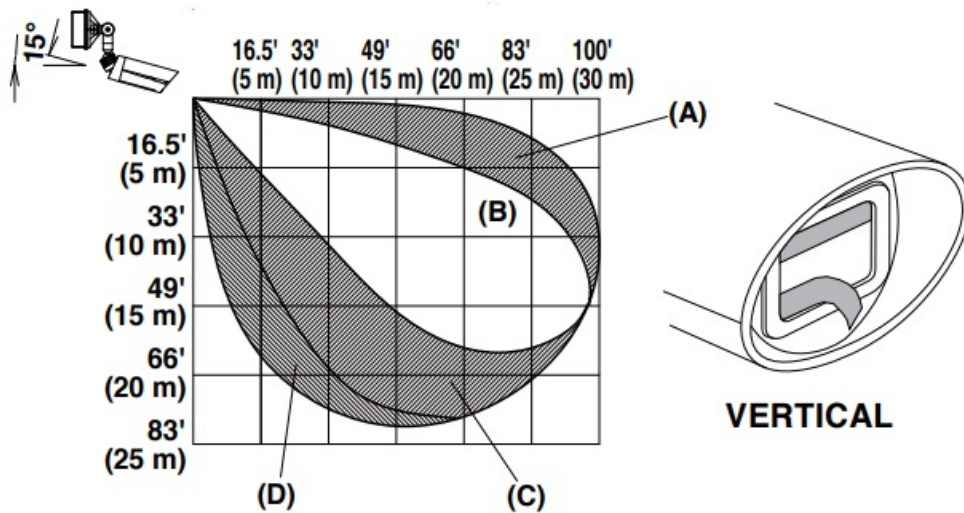 15°
16.5' 33' 49' 66' 83' 100'
(5 m) (10 m) (15 m) (20 m) (25 m) (30 m)
(A)
16.5'
(5 m)
(B)
33'
(10 m)
49'
(15 m)
66'
(20 m)
VERTICAL
83'
(25 m)
(D) (C)